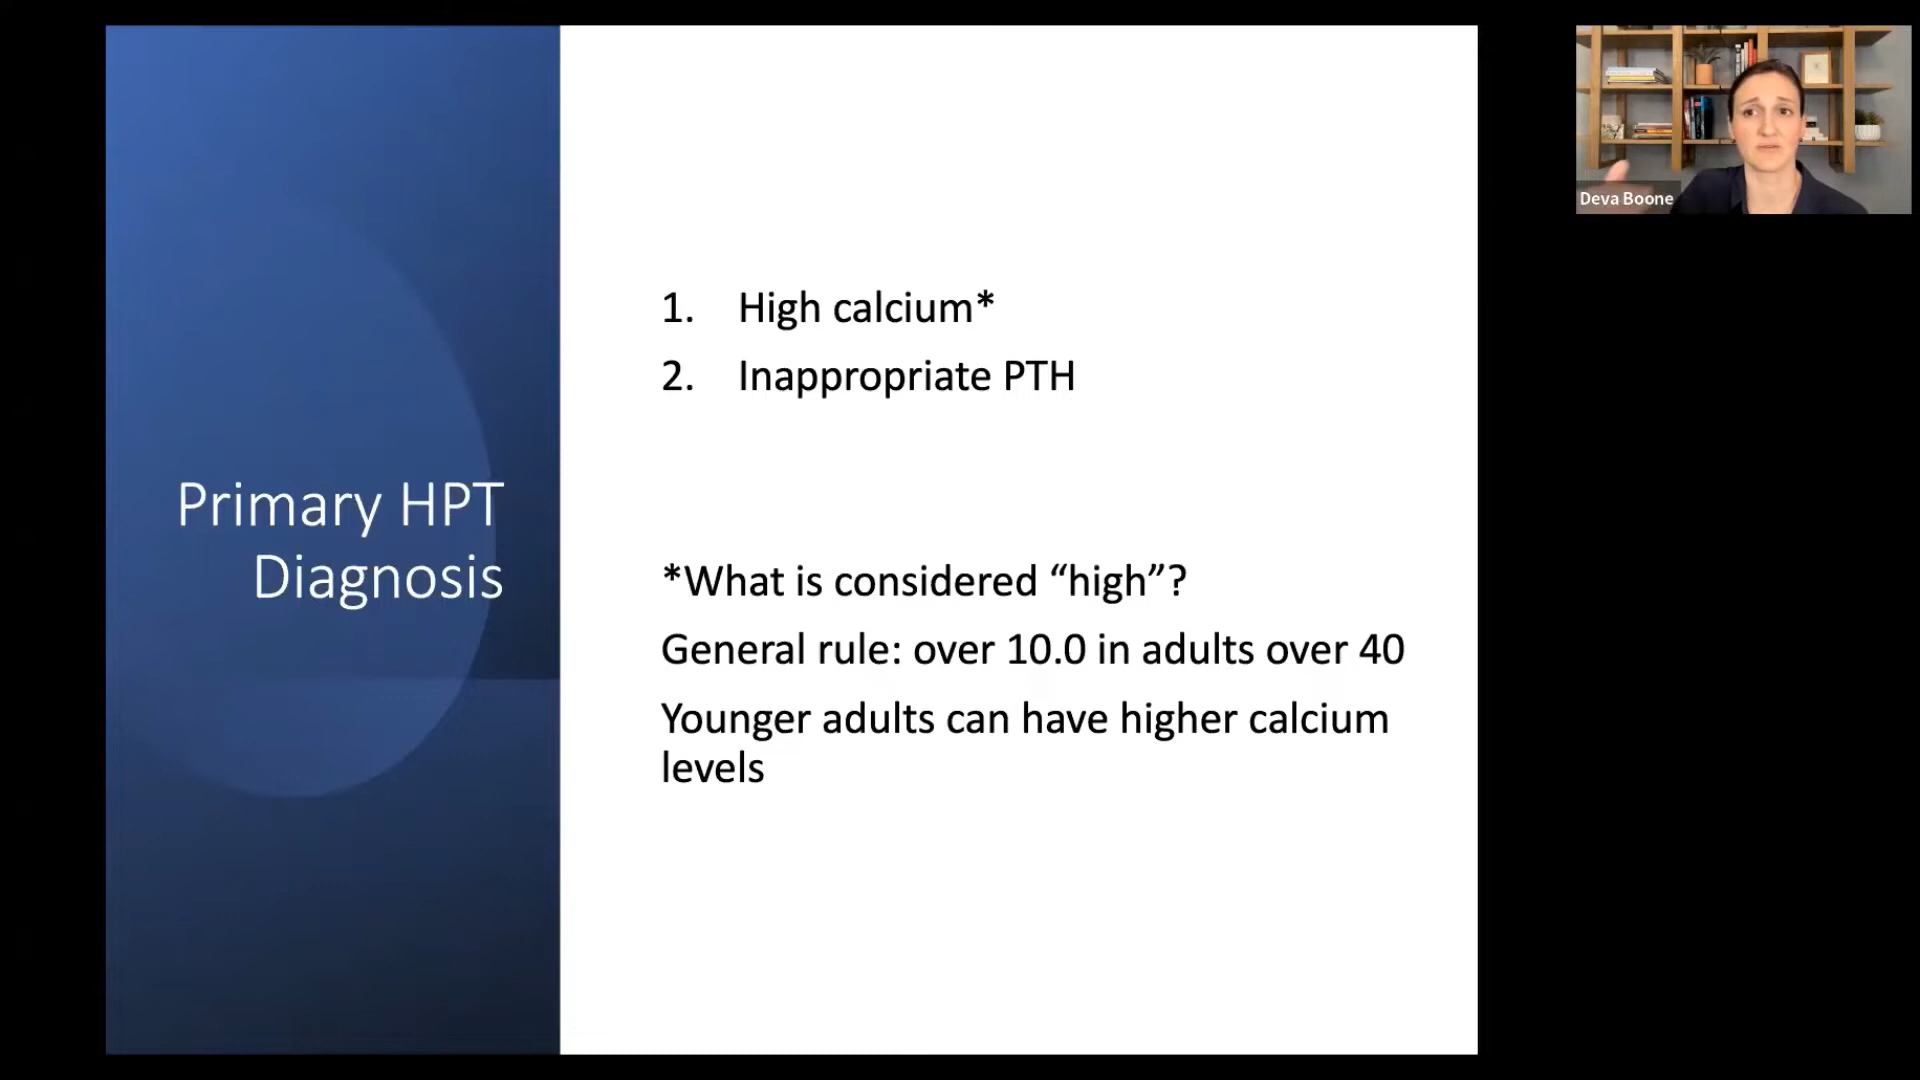 Primary HPT
Diagnosis
1. High calcium*
2. Inappropriate PTH
*What is considered “high”?
General rule: over 10.0 in adults over 40
Younger adults can have higher calcium
levels
Deva Boone